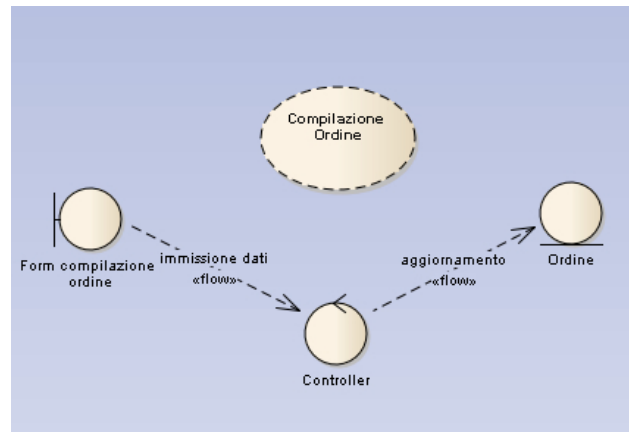 Compilazione
Ordine
Form compilazione
ordine
immissione dati
«flow»
aggiornamento
«flow»
Ordine
Controller